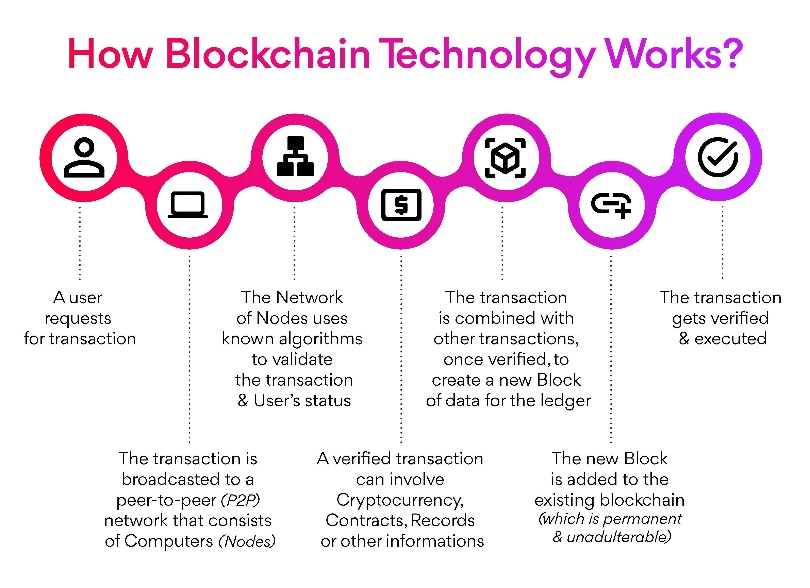 How Blockchain Technology Works?
A user
requests
for transaction
The transaction is
broadcasted to a
peer-to-peer (P2P)
network that consists
of Computers (Nodes)
The Network
of Nodes uses
known algorithms
to validate
the transaction
& User's status
A verified transaction
can involve
Cryptocurrency,
Contracts, Records
or other informations
The transaction
is combined with
other transactions,
once verified, to
create a new Block
of data for the ledger
The new Block
is added to the
existing blockchain
(which is permanent
& unadulterable)
The transaction
gets verified
& executed